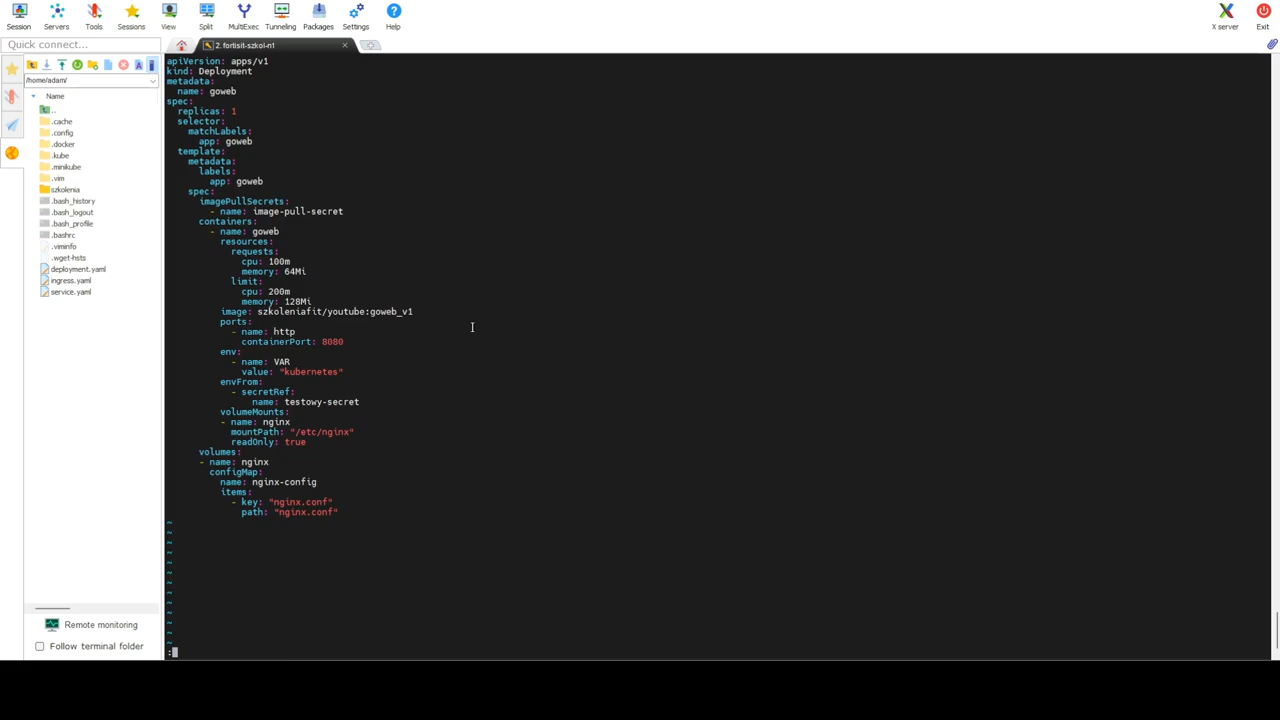 Session Servers Tools Sessions View Split MultiExec Tunneling Packages Settings Help X server Exit
Quick connect...
2. fortisit-szkol-n1
/home/adam/
Name
..
.cache
.config
.docker
.kube
.minikube
.vim
szkolenia
.bash_history
.bash_logout
.bash_profile
.bashrc
.viminfo
.wget-hsts
deployment.yaml
ingress.yaml
service.yaml
Remote monitoring
Follow terminal folder
apiVersion: apps/v1
kind: Deployment
metadata:
  name: goweb
spec:
  replicas: 1
  selector:
    matchLabels:
      app: goweb
  template:
    metadata:
      labels:
        app: goweb
    spec:
      imagePullSecrets:
        - name: image-pull-secret
      containers:
        - name: goweb
          resources:
            requests:
              cpu: 100m
              memory: 64Mi
            limit:
              cpu: 200m
              memory: 128Mi
          image: szkoleniafit/youtube:goweb_v1
          ports:
            - name: http
              containerPort: 8080
          env:
            - name: VAR
              value: "kubernetes"
          envFrom:
            - secretRef:
                name: testowy-secret
          volumeMounts:
          - name: nginx
            mountPath: "/etc/nginx"
            readOnly: true
      volumes:
      - name: nginx
        configMap:
          name: nginx-config
          items:
            - key: "nginx.conf"
              path: "nginx.conf"
~
~
~
~
~
~
~
~
~
~
~
~
~
: